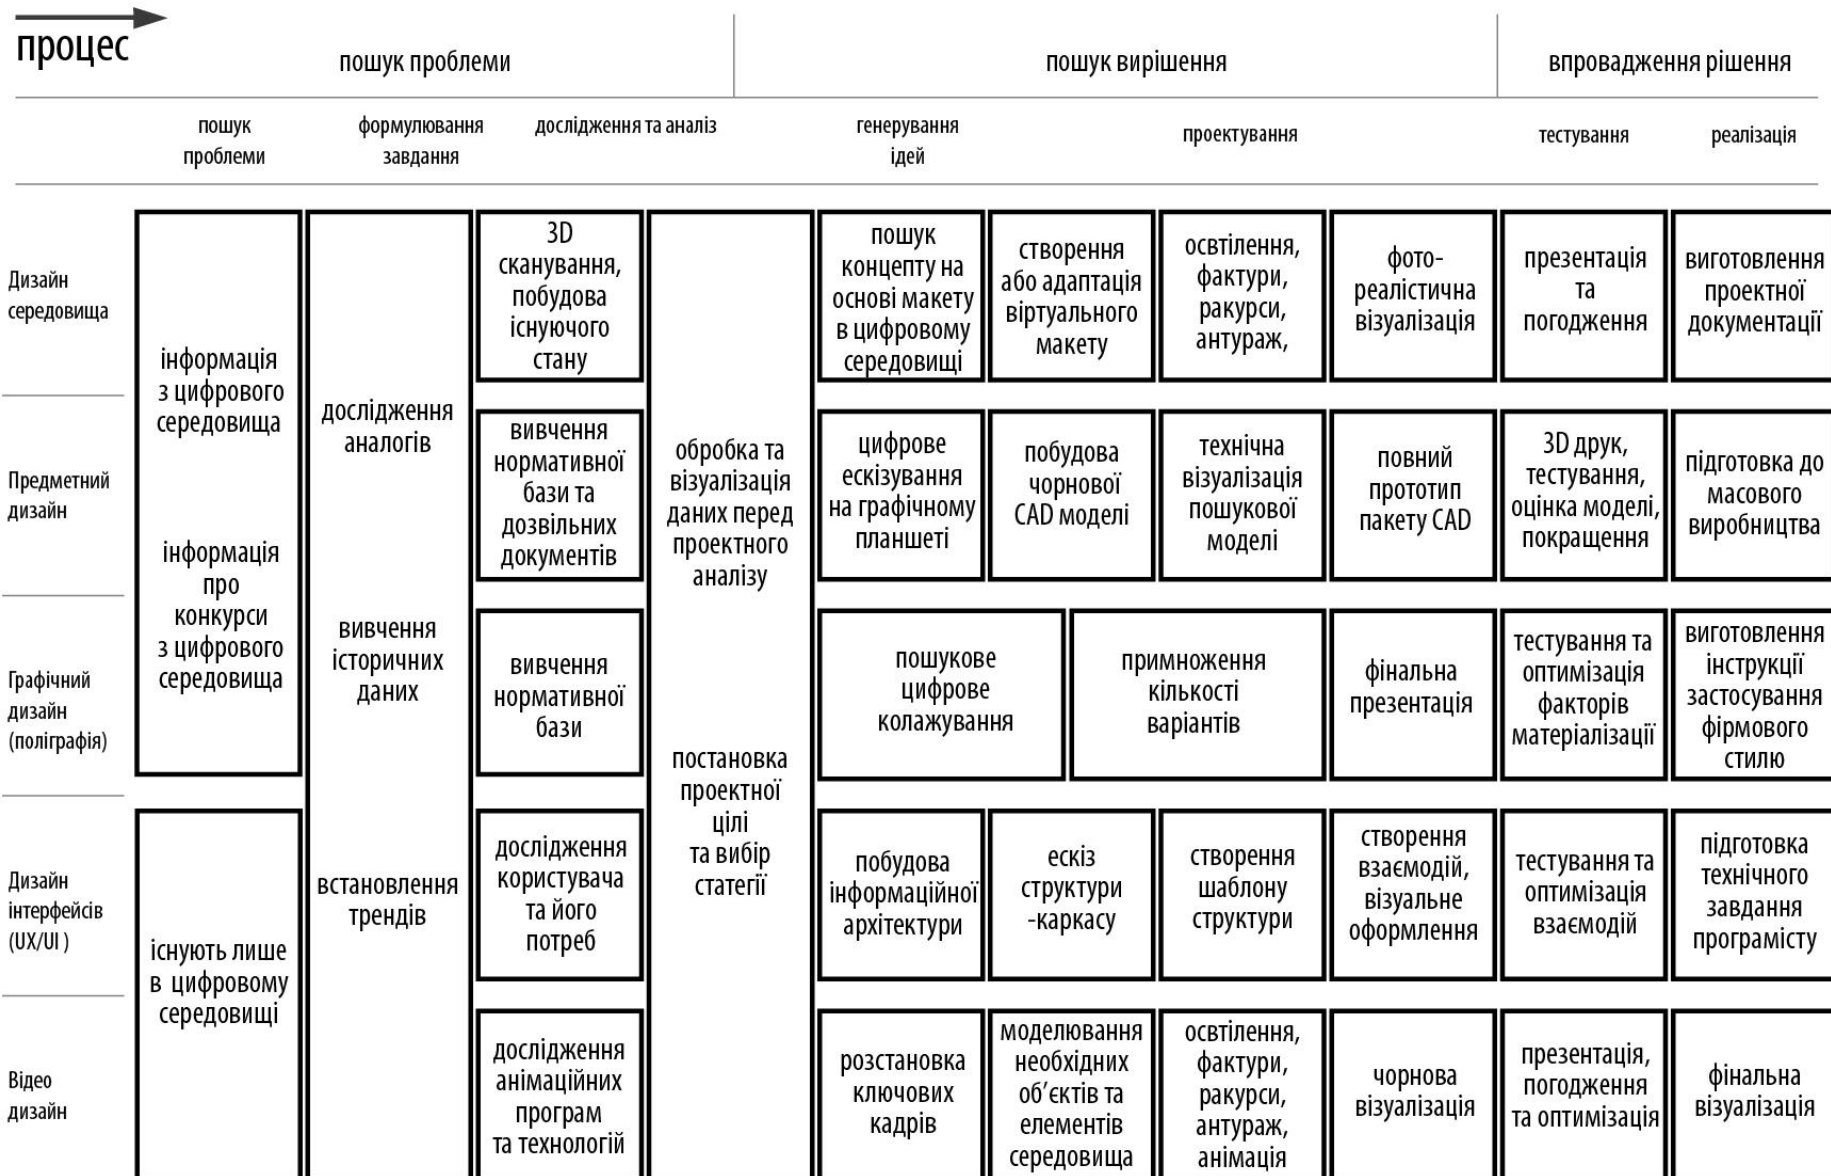 процес
пошук проблеми
пошук вирішення
впровадження рішення
пошук
проблеми
формулювання
завдання
дослідження та аналіз
генерування
ідей
проектування
тестування
реалізація
Дизайн
середовища
Предметний
дизайн
Графічний
дизайн
(поліграфія)
Дизайн
інтерфейсів
(UX/UI )
Відео
дизайн
інформація
з цифрового
середовища
інформація
про
конкурси
з цифрового
середовища
існують лише
в цифровому
середовищі
дослідження
аналогів
вивчення
історичних
даних
встановлення
трендів
3D
сканування,
побудова
існуючого
стану
вивчення
нормативної
бази та
дозвільних
документів
вивчення
нормативної
бази
дослідження
користувача
та його
потреб
дослідження
анімаційних
програм
та технологій
обробка та
візуалізація
даних перед
проектного
аналізу
постановка
проектної
цілі
та вибір
статегії
пошук
концепту на
основі макету
в цифровому
середовищі
створення
або адаптація
віртуального
макету
освтілення,
фактури,
ракурси,
антураж,
фото-
реалістична
візуалізація
презентація
та
погодження
виготовлення
проектної
документації
цифрове
ескізування
на графічному
планшеті
побудова
чорнової
CAD моделі
технічна
візуалізація
пошукової
моделі
повний
прототип
пакету CAD
3D друк,
тестування,
оцінка моделі,
покращення
підготовка до
масового
виробництва
пошукове
цифрове
колажування
примноження
кількості
варіантів
фінальна
презентація
тестування та
оптимізація
факторів
матеріалізації
виготовлення
інструкції
застосування
фірмового
стилю
побудова
інформаційної
архітектури
ескіз
структури
-каркасу
створення
шаблону
структури
створення
взаємодій,
візуальне
оформлення
тестування та
оптимізація
взаємодій
підготовка
технічного
завдання
програмісту
розстановка
ключових
кадрів
моделювання
необхідних
об’єктів та
елементів
середовища
освтілення,
фактури,
ракурси,
антураж,
анімація
чорнова
візуалізація
презентація,
погодження
та оптимізація
фінальна
візуалізація